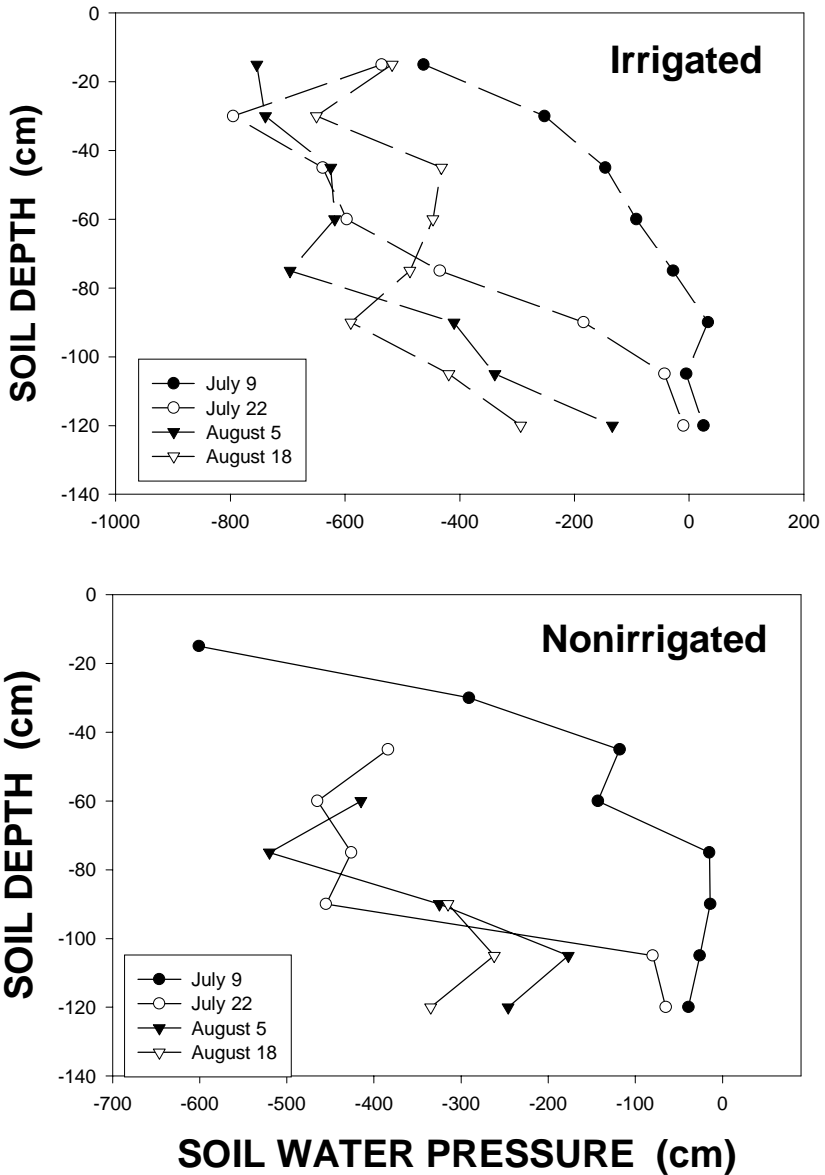 Irrigated
SOIL DEPTH (cm)
0
-20
-40
-60
-80
-100
-120
-140
July 9
July 22
August 5
August 18
-1000 -800 -600 -400 -200 0 200
Nonirrigated
SOIL DEPTH (cm)
0
-20
-40
-60
-80
-100
-120
-140
July 9
July 22
August 5
August 18
-700 -600 -500 -400 -300 -200 -100 0
SOIL WATER PRESSURE (cm)